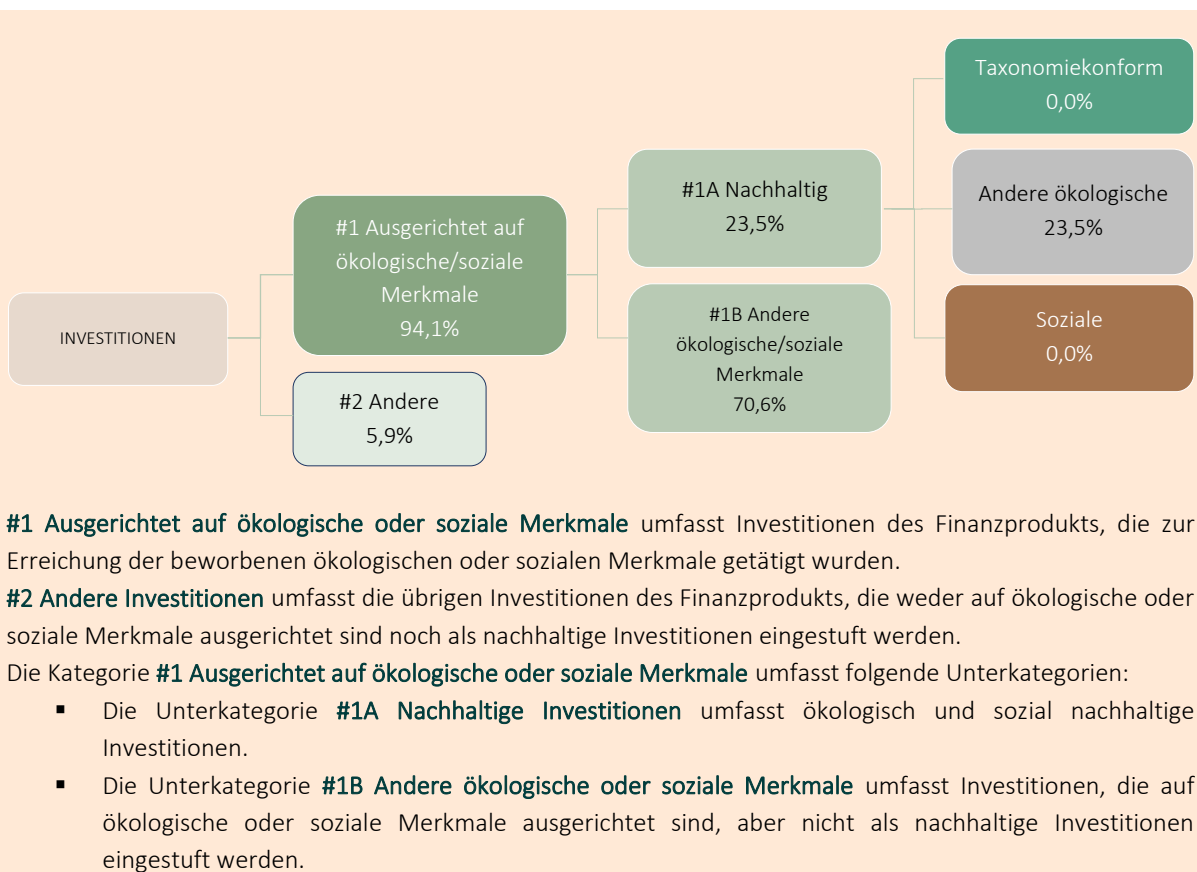 Taxonomiekonform
0,0%
#1A Nachhaltig
23,5%
Andere ökologische
23,5%
#1 Ausgerichtet auf
ökologische/soziale
Merkmale
94,1%
#1B Andere
ökologische/soziale
Merkmale
70,6%
Soziale
0,0%
INVESTITIONEN
#2 Andere
5,9%
#1 Ausgerichtet auf ökologische oder soziale Merkmale umfasst Investitionen des Finanzprodukts, die zur
Erreichung der beworbenen ökologischen oder sozialen Merkmale getätigt wurden.
#2 Andere Investitionen umfasst die übrigen Investitionen des Finanzprodukts, die weder auf ökologische oder
soziale Merkmale ausgerichtet sind noch als nachhaltige Investitionen eingestuft werden.
Die Kategorie #1 Ausgerichtet auf ökologische oder soziale Merkmale umfasst folgende Unterkategorien:
▪ Die Unterkategorie #1A Nachhaltige Investitionen umfasst ökologisch und sozial nachhaltige
Investitionen.
▪ Die Unterkategorie #1B Andere ökologische oder soziale Merkmale umfasst Investitionen, die auf
ökologische oder soziale Merkmale ausgerichtet sind, aber nicht als nachhaltige Investitionen
eingestuft werden.